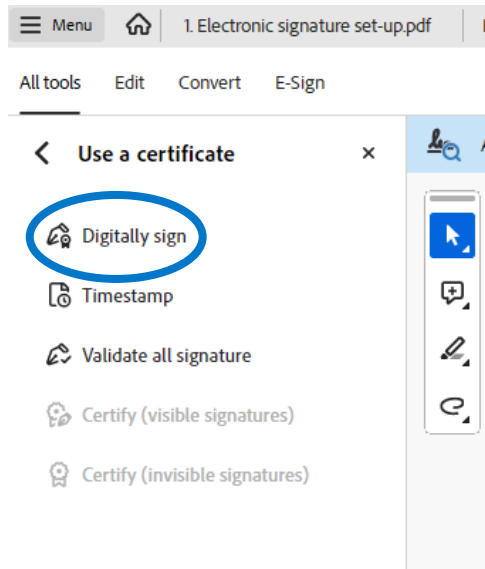 Menu
1. Electronic signature set-up.pdf
All tools
Edit
Convert
E-Sign
Use a certificate
Digitally sign
Timestamp
Validate all signature
Certify (visible signatures)
Certify (invisible signatures)